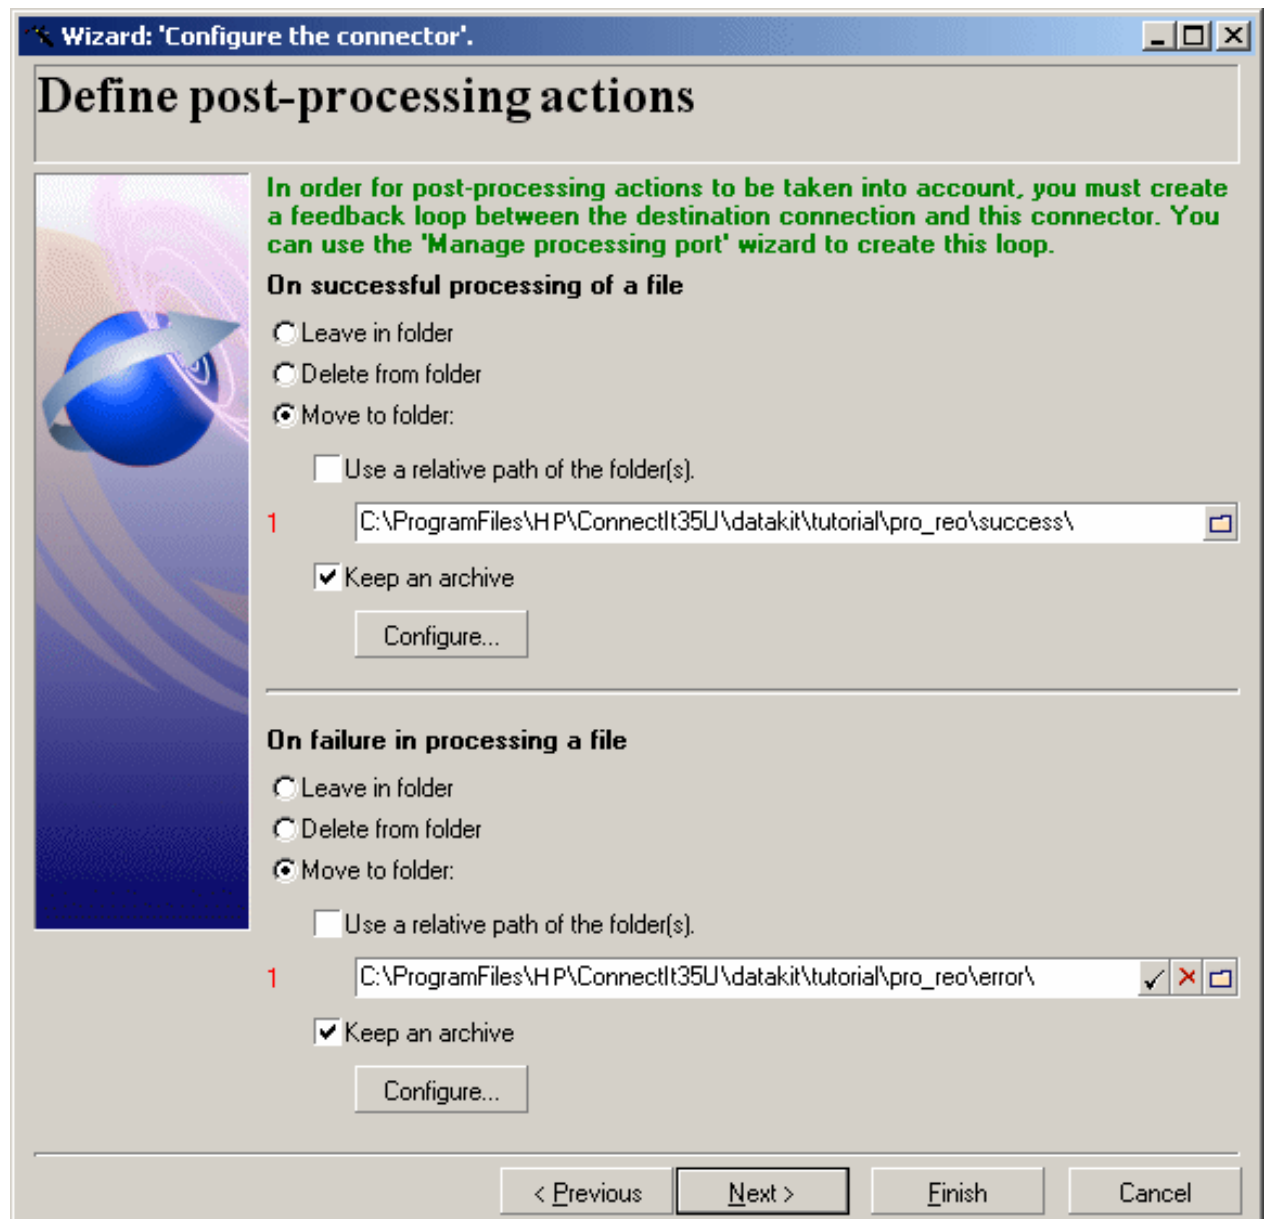 Wizard: 'Configure the connector'.
Define post-processing actions
In order for post-processing actions to be taken into account, you must create
a feedback loop between the destination connection and this connector. You
can use the 'Manage processing port' wizard to create this loop.
On successful processing of a file
Leave in folder
Delete from folder
Move to folder:
Use a relative path of the folder(s).
1 C:\ProgramFiles\HP\ConnectIt35U\datakit\tutorial\pro_reo\success\
Keep an archive
Configure...
On failure in processing a file
Leave in folder
Delete from folder
Move to folder:
Use a relative path of the folder(s).
1 C:\ProgramFiles\HP\ConnectIt35U\datakit\tutorial\pro_reo\error\
Keep an archive
Configure...
< Previous Next > Finish Cancel